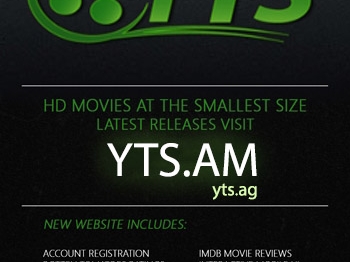 YTS
HD MOVIES AT THE SMALLEST SIZE
LATEST RELEASES VISIT
YTS.AM
yts.ag
NEW WEBSITE INCLUDES:
ACCOUNT REGISTRATION
IMDB MOVIE REVIEWS